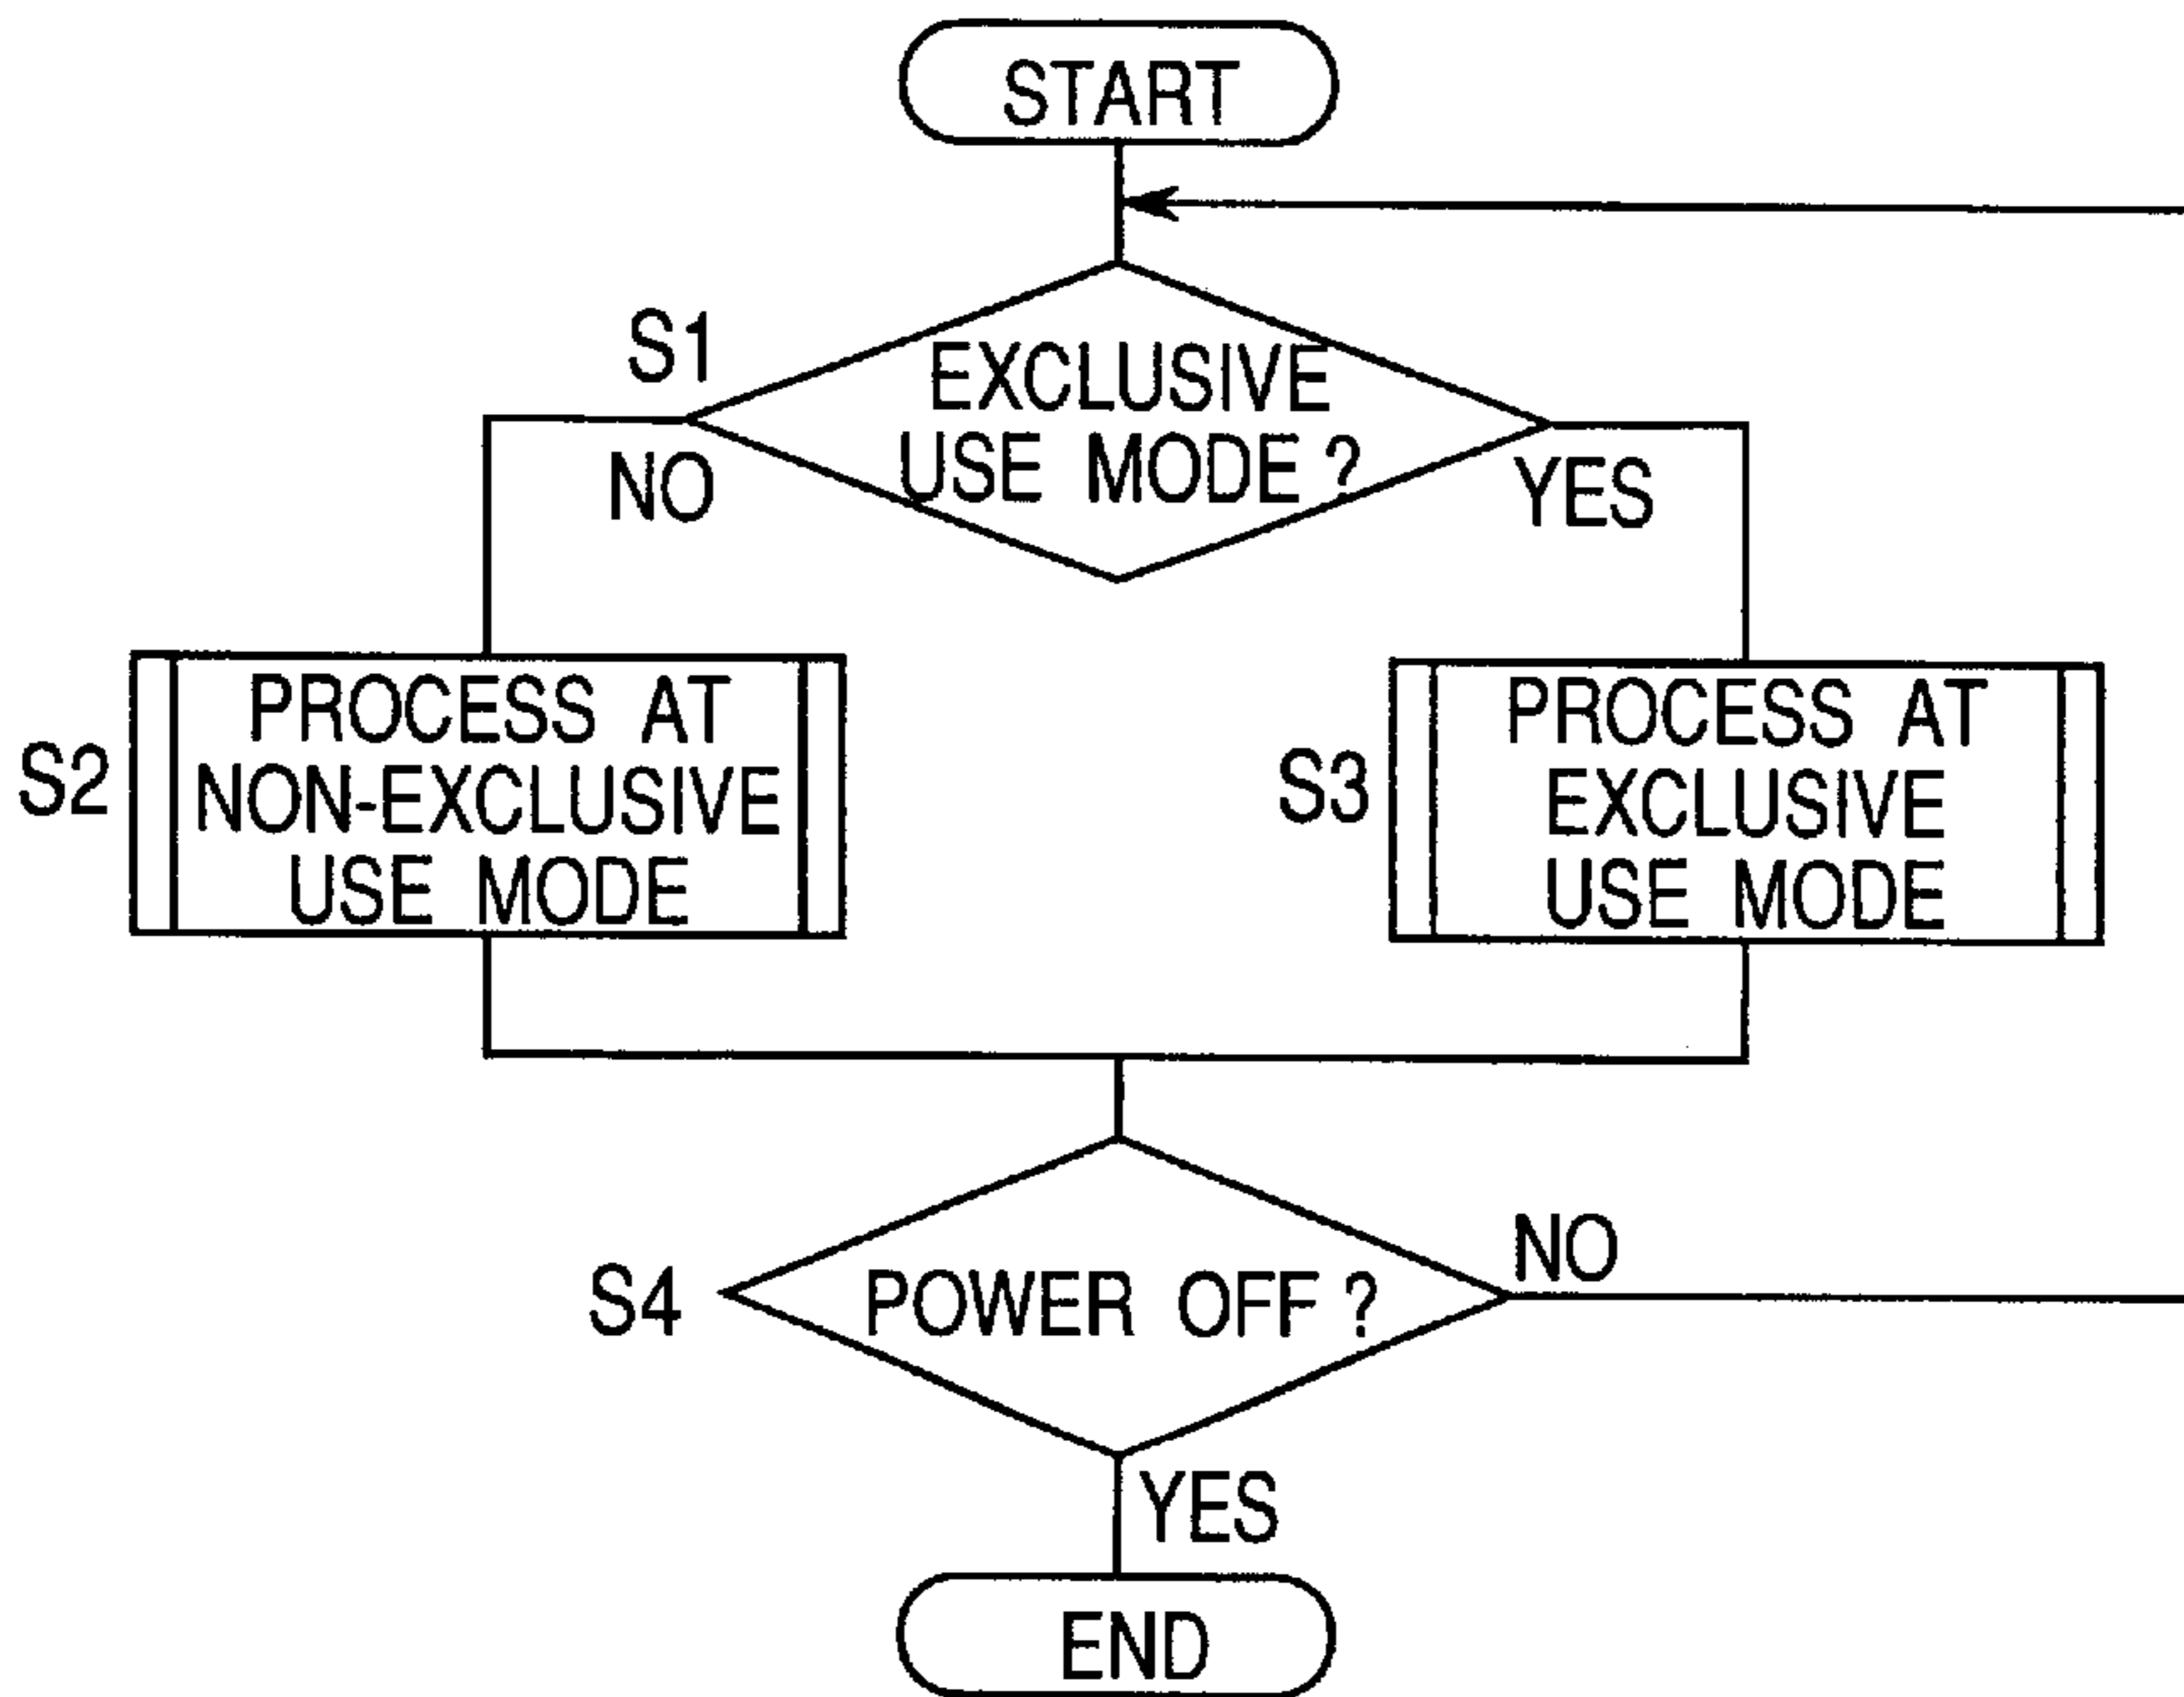 START
S1
EXCLUSIVE
USE MODE ?
NO
YES
S2
PROCESS AT
NON-EXCLUSIVE
USE MODE
S3
PROCESS AT
EXCLUSIVE
USE MODE
S4
POWER OFF ?
NO
YES
END